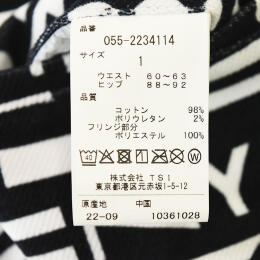 品番
055-2234114
サイズ
1
ウエスト 60~63
ヒップ 88~92
品質
コットン 98%
ポリウレタン 2%
フリンジ部分
ポリエステル 100%
株式会社 TSI
東京都港区元赤坂1-5-12
原産地 中国
22-09 10361028
Y